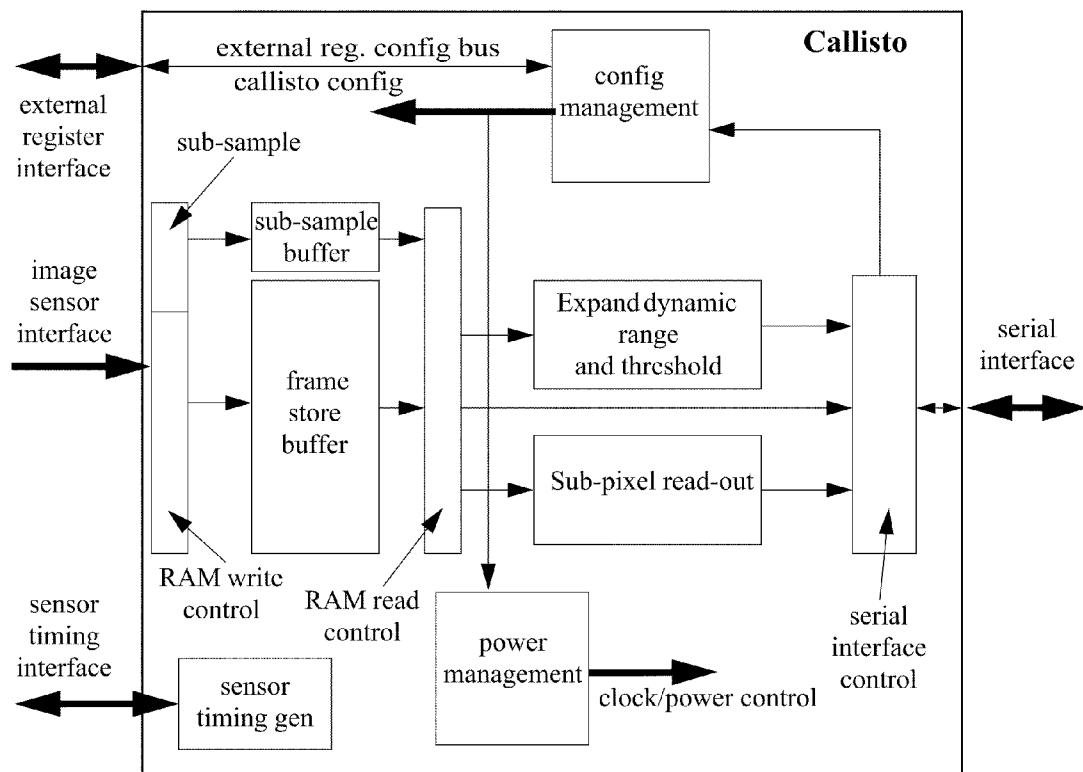 Callisto
external reg. config bus
callisto config
config
management
external
register
interface
sub-sample
sub-sample
buffer
image
sensor
interface
Expand dynamic
range
and threshold
serial
interface
frame
store
buffer
Sub-pixel read-out
RAM write
control
RAM read
control
sensor
timing
interface
power
management
serial
interface
control
clock/power control
sensor
timing gen